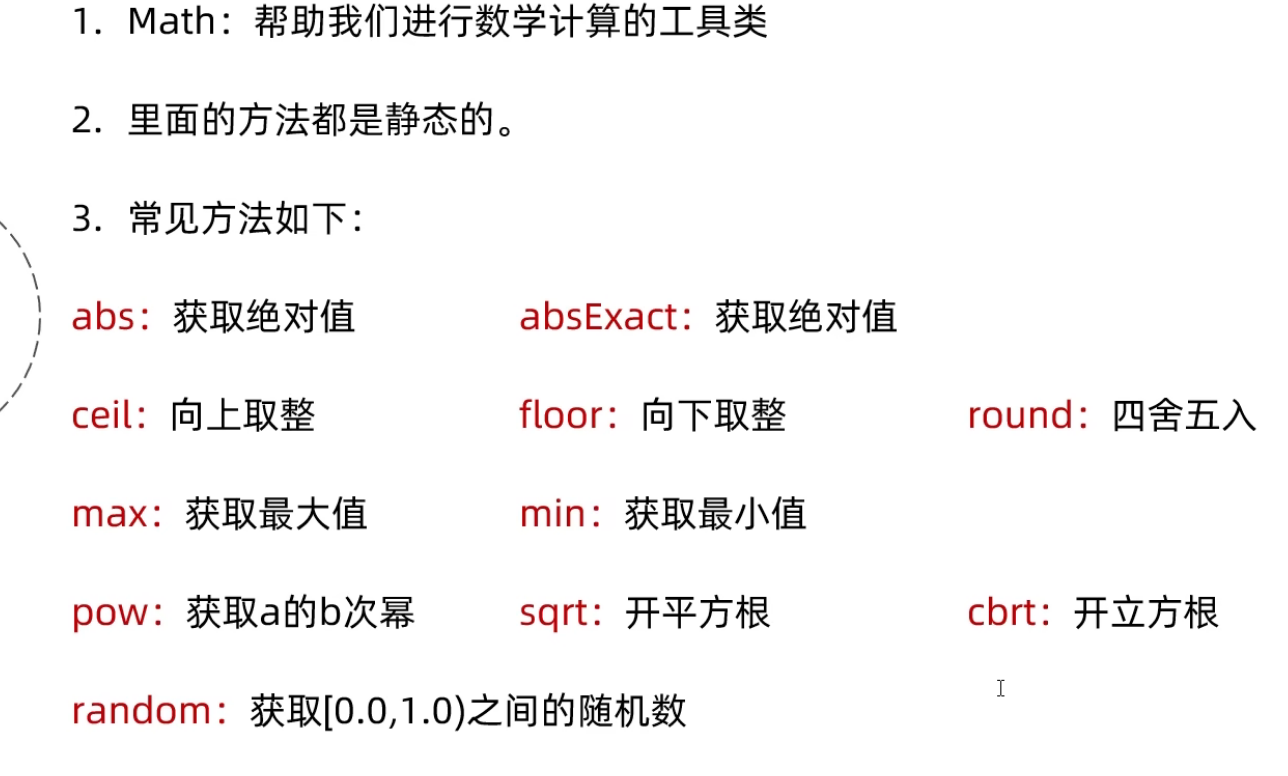 1. Math：帮助我们进行数学计算的工具类
2. 里面的方法都是静态的。
3. 常见方法如下：
abs：获取绝对值 absExact：获取绝对值
ceil：向上取整 floor：向下取整 round：四舍五入
max：获取最大值 min：获取最小值
pow：获取a的b次幂 sqrt：开平方根 cbrt：开立方根
random：获取[0.0,1.0)之间的随机数